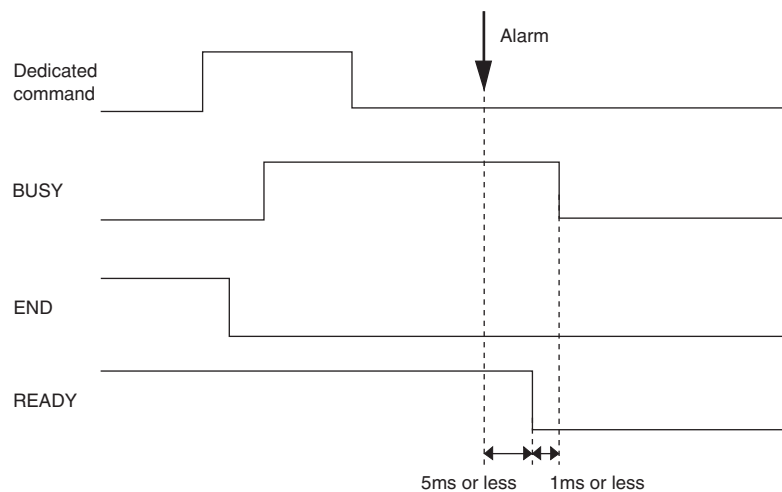 Alarm
Dedicated
command
BUSY
END
READY
5ms or less
1ms or less